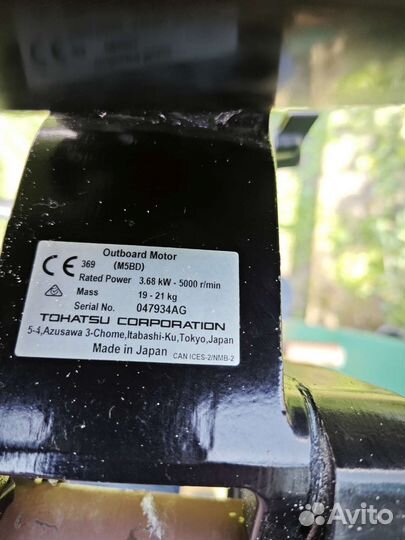 Outboard Motor
CE 369 (M5BD)
Rated Power 3.68 kW - 5000 r/min
Mass 19 - 21 kg
Serial No. 047934AG
TOHATSU CORPORATION
5-4,Azusawa 3-Chome,Itabashi-Ku,Tokyo,Japan
Made in Japan CAN ICES-2/NMB-2
Avito